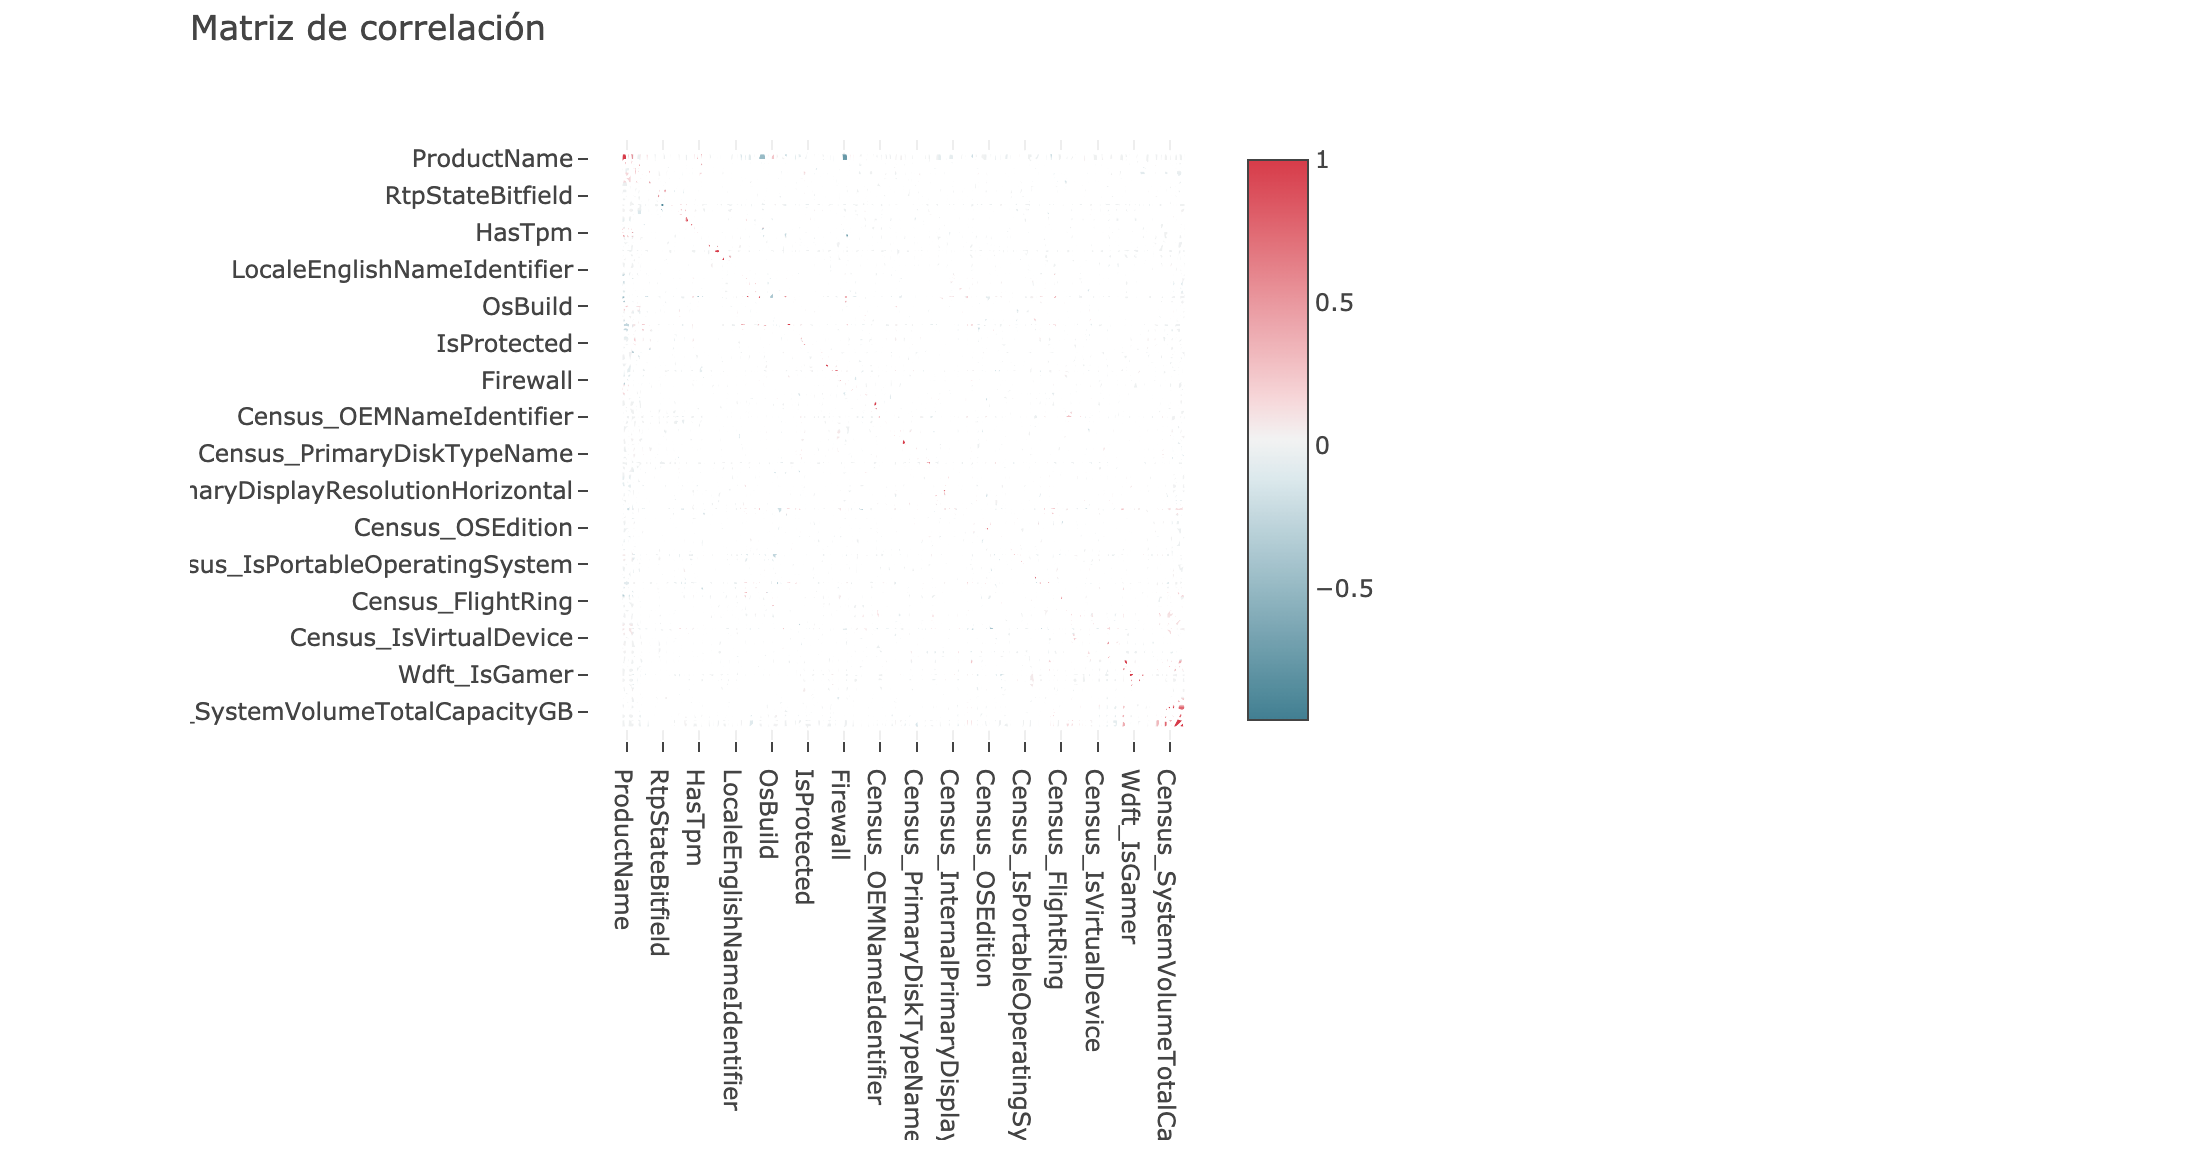 Matriz de correlación
ProductName
RtpStateBitfield
HasTpm
LocaleEnglishNameIdentifier
OsBuild
IsProtected
Firewall
Census_OEMNameIdentifier
Census_PrimaryDiskTypeName
naryDisplayResolutionHorizontal
Census_OSEdition
sus_IsPortableOperatingSystem
Census_FlightRing
Census_IsVirtualDevice
Wdft_IsGamer
_SystemVolumeTotalCapacityGB
1
0.5
0
−0.5
ProductName
RtpStateBitfield
HasTpm
LocaleEnglishNameIdentifier
OsBuild
IsProtected
Firewall
Census_OEMNameIdentifier
Census_PrimaryDiskTypeName
Census_InternalPrimaryDisplay
Census_OSEdition
Census_IsPortableOperatingSy
Census_FlightRing
Census_IsVirtualDevice
Wdft_IsGamer
Census_SystemVolumeTotalCa